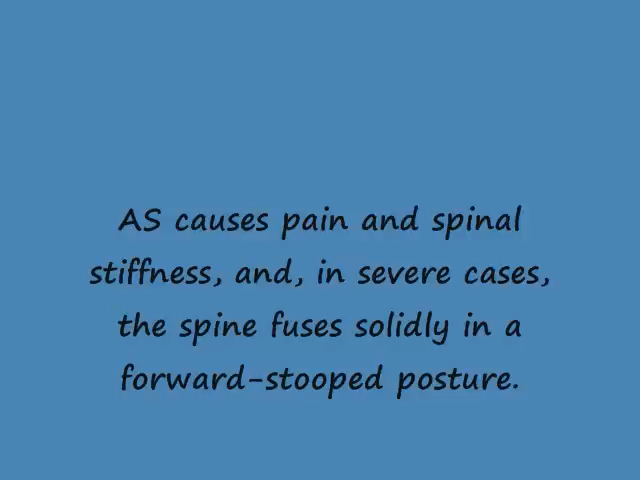 AS causes pain and spinal
stiffness, and, in severe cases,
the spine fuses solidly in a
forward-stooped posture.